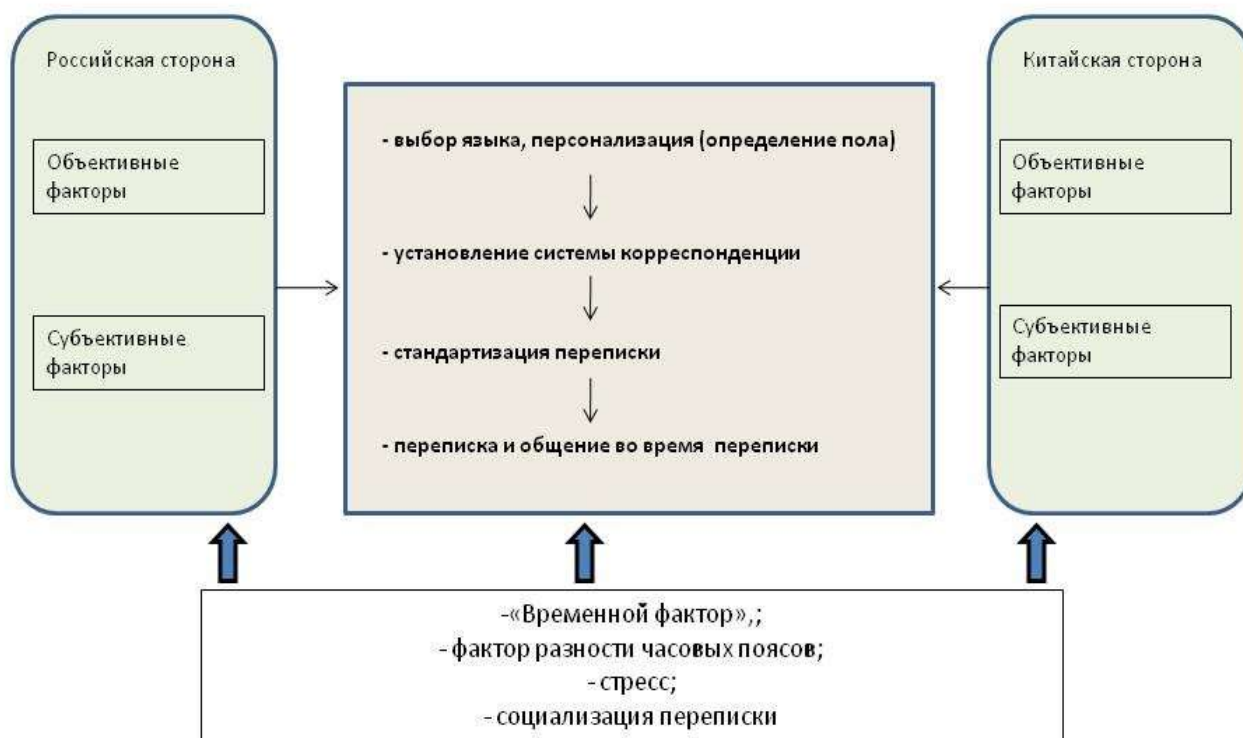 Российская сторона
Объективные
факторы
Субъективные
факторы
- выбор языка, персонализация (определение пола)
- установление системы корреспонденции
- стандартизация переписки
- переписка и общение во время переписки
Китайская сторона
Объективные
факторы
Субъективные
факторы
-«Временной фактор»,;
- фактор разности часовых поясов;
- стресс;
- социализация переписки